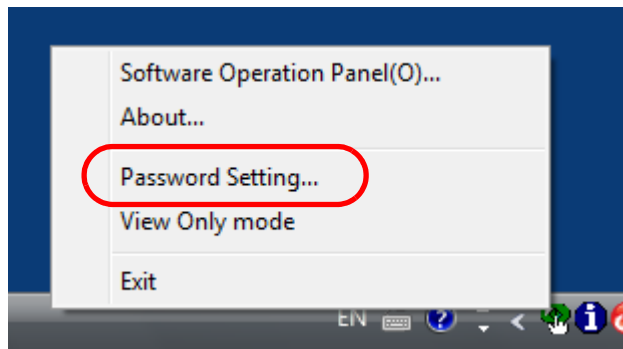 Software Operation Panel(O)...
About...
Password Setting...
View Only mode
Exit
EN